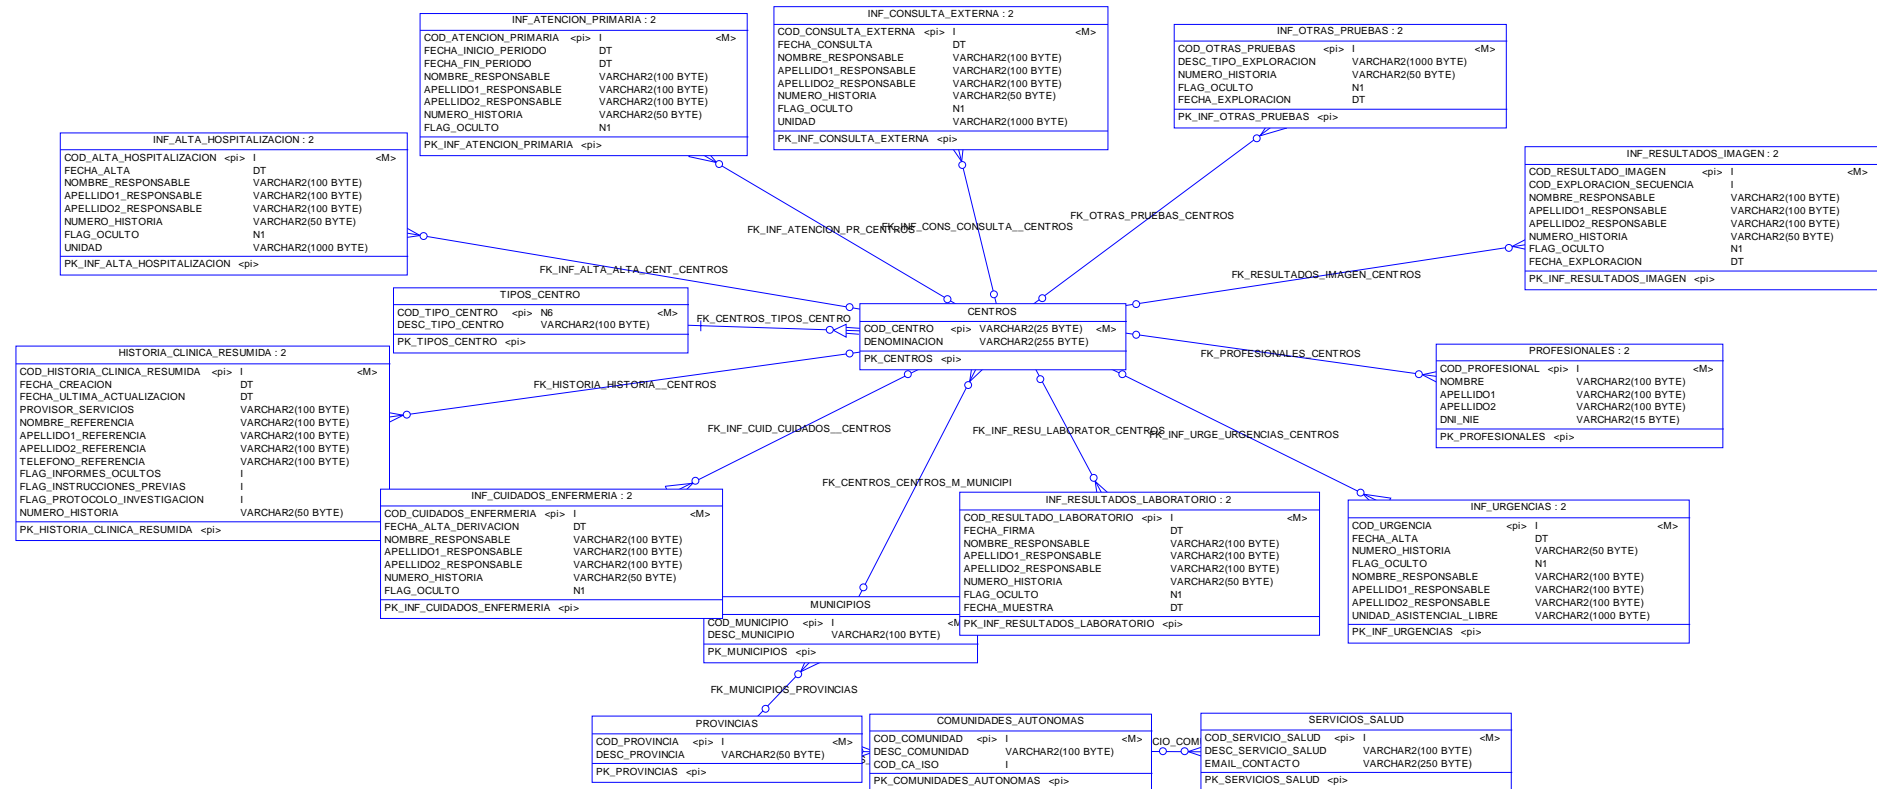 INF_ATENCION_PRIMARIA : 2
COD_ATENCION_PRIMARIA <pi> I <M>
FECHA_INICIO_PERIODO DT
FECHA_FIN_PERIODO DT
NOMBRE_RESPONSABLE VARCHAR2(100 BYTE)
APELLIDO1_RESPONSABLE VARCHAR2(100 BYTE)
APELLIDO2_RESPONSABLE VARCHAR2(100 BYTE)
NUMERO_HISTORIA VARCHAR2(50 BYTE)
FLAG_OCULTO N1
PK_INF_ATENCION_PRIMARIA <pi>
INF_CONSULTA_EXTERNA : 2
COD_CONSULTA_EXTERNA <pi> I <M>
FECHA_CONSULTA DT
NOMBRE_RESPONSABLE VARCHAR2(100 BYTE)
APELLIDO1_RESPONSABLE VARCHAR2(100 BYTE)
APELLIDO2_RESPONSABLE VARCHAR2(100 BYTE)
NUMERO_HISTORIA VARCHAR2(50 BYTE)
FLAG_OCULTO N1
UNIDAD VARCHAR2(1000 BYTE)
PK_INF_CONSULTA_EXTERNA <pi>
INF_OTRAS_PRUEBAS : 2
COD_OTRAS_PRUEBAS <pi> I <M>
DESC_TIPO_EXPLORACION VARCHAR2(1000 BYTE)
NUMERO_HISTORIA VARCHAR2(50 BYTE)
FLAG_OCULTO N1
FECHA_EXPLORACION DT
PK_INF_OTRAS_PRUEBAS <pi>
INF_ALTA_HOSPITALIZACION : 2
COD_ALTA_HOSPITALIZACION <pi> I <M>
FECHA_ALTA DT
NOMBRE_RESPONSABLE VARCHAR2(100 BYTE)
APELLIDO1_RESPONSABLE VARCHAR2(100 BYTE)
APELLIDO2_RESPONSABLE VARCHAR2(100 BYTE)
NUMERO_HISTORIA VARCHAR2(50 BYTE)
FLAG_OCULTO N1
UNIDAD VARCHAR2(1000 BYTE)
PK_INF_ALTA_HOSPITALIZACION <pi>
INF_RESULTADOS_IMAGEN : 2
COD_RESULTADO_IMAGEN <pi> I <M>
COD_EXPLORACION_SECUENCIA I
NOMBRE_RESPONSABLE VARCHAR2(100 BYTE)
APELLIDO1_RESPONSABLE VARCHAR2(100 BYTE)
APELLIDO2_RESPONSABLE VARCHAR2(100 BYTE)
NUMERO_HISTORIA VARCHAR2(50 BYTE)
FLAG_OCULTO N1
FECHA_EXPLORACION DT
PK_INF_RESULTADOS_IMAGEN <pi>
FK_OTRAS_PRUEBAS_CENTROS
FK_INF_ATENCION_PR_CENTROS
FK_INF_CONS_CONSULTA__CENTROS
FK_INF_ALTA_ALTA_CENT_CENTROS
FK_RESULTADOS_IMAGEN_CENTROS
TIPOS_CENTRO
COD_TIPO_CENTRO <pi> N6 <M>
DESC_TIPO_CENTRO VARCHAR2(100 BYTE)
PK_TIPOS_CENTRO <pi>
FK_CENTROS_TIPOS_CENTRO
CENTROS
COD_CENTRO <pi> VARCHAR2(25 BYTE) <M>
DENOMINACION VARCHAR2(255 BYTE)
PK_CENTROS <pi>
FK_PROFESIONALES_CENTROS
PROFESIONALES : 2
COD_PROFESIONAL <pi> I <M>
NOMBRE VARCHAR2(100 BYTE)
APELLIDO1 VARCHAR2(100 BYTE)
APELLIDO2 VARCHAR2(100 BYTE)
DNI_NIE VARCHAR2(15 BYTE)
PK_PROFESIONALES <pi>
HISTORIA_CLINICA_RESUMIDA : 2
COD_HISTORIA_CLINICA_RESUMIDA <pi> I <M>
FECHA_CREACION DT
FECHA_ULTIMA_ACTUALIZACION DT
PROVISOR_SERVICIOS VARCHAR2(100 BYTE)
NOMBRE_REFERENCIA VARCHAR2(100 BYTE)
APELLIDO1_REFERENCIA VARCHAR2(100 BYTE)
APELLIDO2_REFERENCIA VARCHAR2(100 BYTE)
TELEFONO_REFERENCIA VARCHAR2(100 BYTE)
FLAG_INFORMES_OCULTOS I
FLAG_INSTRUCCIONES_PREVIAS I
FLAG_PROTOCOLO_INVESTIGACION I
NUMERO_HISTORIA VARCHAR2(50 BYTE)
PK_HISTORIA_CLINICA_RESUMIDA <pi>
FK_HISTORIA_HISTORIA__CENTROS
FK_INF_CUID_CUIDADOS__CENTROS
FK_INF_RESU_LABORATOR_CENTROS
FK_INF_URGE_URGENCIAS_CENTROS
FK_CENTROS_CENTROS_M_MUNICIPI
INF_CUIDADOS_ENFERMERIA : 2
COD_CUIDADOS_ENFERMERIA <pi> I <M>
FECHA_ALTA_DERIVACION DT
NOMBRE_RESPONSABLE VARCHAR2(100 BYTE)
APELLIDO1_RESPONSABLE VARCHAR2(100 BYTE)
APELLIDO2_RESPONSABLE VARCHAR2(100 BYTE)
NUMERO_HISTORIA VARCHAR2(50 BYTE)
FLAG_OCULTO N1
PK_INF_CUIDADOS_ENFERMERIA <pi>
INF_RESULTADOS_LABORATORIO : 2
COD_RESULTADO_LABORATORIO <pi> I <M>
FECHA_FIRMA DT
NOMBRE_RESPONSABLE VARCHAR2(100 BYTE)
APELLIDO1_RESPONSABLE VARCHAR2(100 BYTE)
APELLIDO2_RESPONSABLE VARCHAR2(100 BYTE)
NUMERO_HISTORIA VARCHAR2(50 BYTE)
FLAG_OCULTO N1
FECHA_MUESTRA DT
PK_INF_RESULTADOS_LABORATORIO <pi>
INF_URGENCIAS : 2
COD_URGENCIA <pi> I <M>
FECHA_ALTA DT
NUMERO_HISTORIA VARCHAR2(50 BYTE)
FLAG_OCULTO N1
NOMBRE_RESPONSABLE VARCHAR2(100 BYTE)
APELLIDO1_RESPONSABLE VARCHAR2(100 BYTE)
APELLIDO2_RESPONSABLE VARCHAR2(100 BYTE)
UNIDAD_ASISTENCIAL_LIBRE VARCHAR2(1000 BYTE)
PK_INF_URGENCIAS <pi>
MUNICIPIOS
COD_MUNICIPIO <pi> I
DESC_MUNICIPIO VARCHAR2(100 BYTE)
PK_MUNICIPIOS <pi>
FK_MUNICIPIOS_PROVINCIAS
PROVINCIAS
COD_PROVINCIA <pi> I <M>
DESC_PROVINCIA VARCHAR2(50 BYTE)
PK_PROVINCIAS <pi>
COMUNIDADES_AUTONOMAS
COD_COMUNIDAD <pi> I <M>
DESC_COMUNIDAD VARCHAR2(100 BYTE)
COD_CA_ISO I
PK_COMUNIDADES_AUTONOMAS <pi>
CIO_COM
SERVICIOS_SALUD
COD_SERVICIO_SALUD <pi> I <M>
DESC_SERVICIO_SALUD VARCHAR2(100 BYTE)
EMAIL_CONTACTO VARCHAR2(250 BYTE)
PK_SERVICIOS_SALUD <pi>